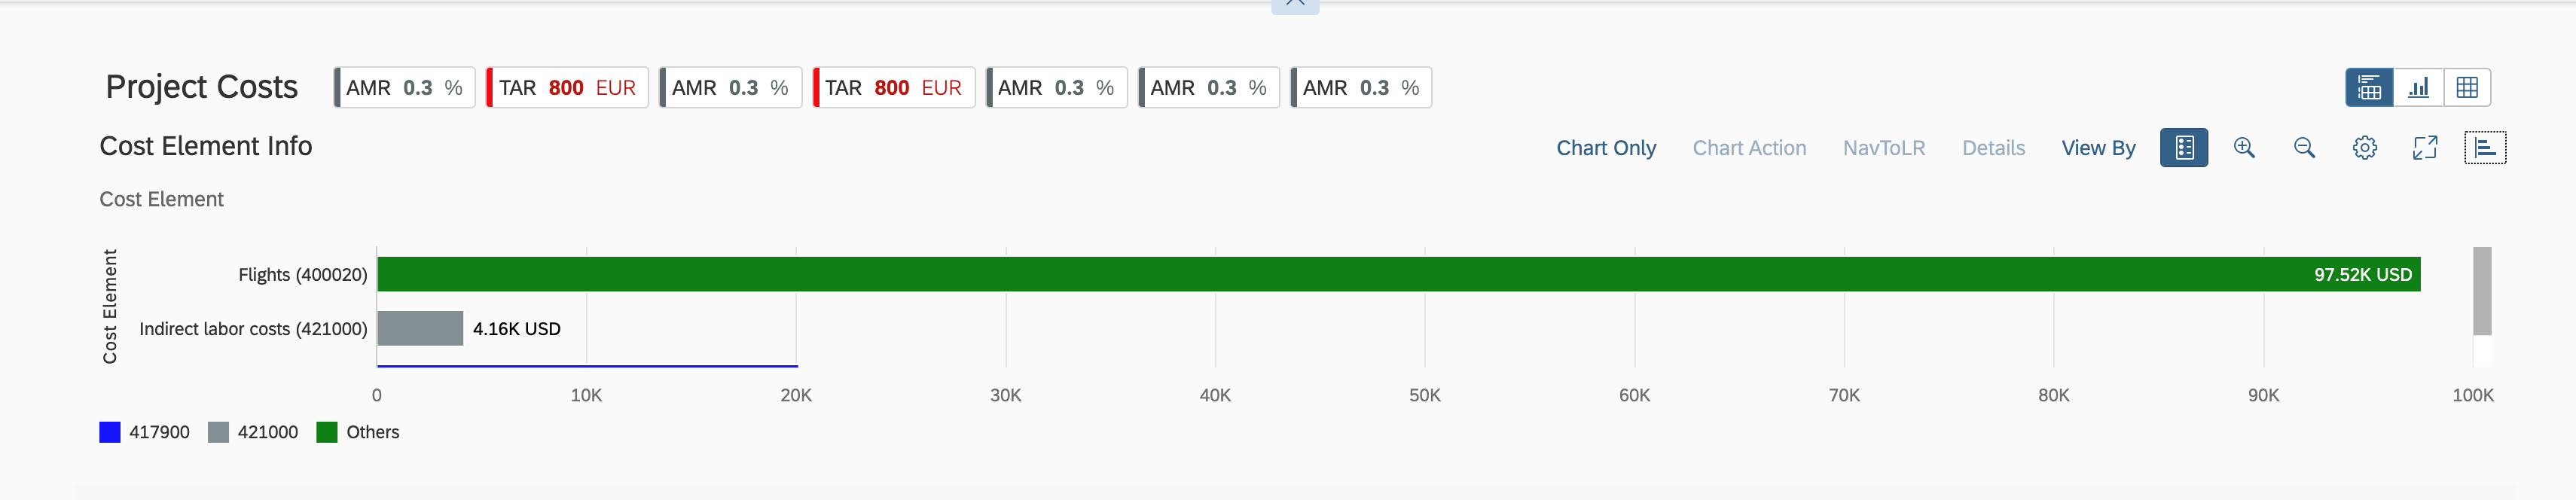 Project Costs AMR 0.3 % TAR 800 EUR AMR 0.3 % TAR 800 EUR AMR 0.3 % AMR 0.3 % AMR 0.3 %
Cost Element Info Chart Only Chart Action NavToLR Details View By
Cost Element
Cost Element
Flights (400020) 97.52K USD
Indirect labor costs (421000) 4.16K USD
0 10K 20K 30K 40K 50K 60K 70K 80K 90K 100K
417900 421000 Others